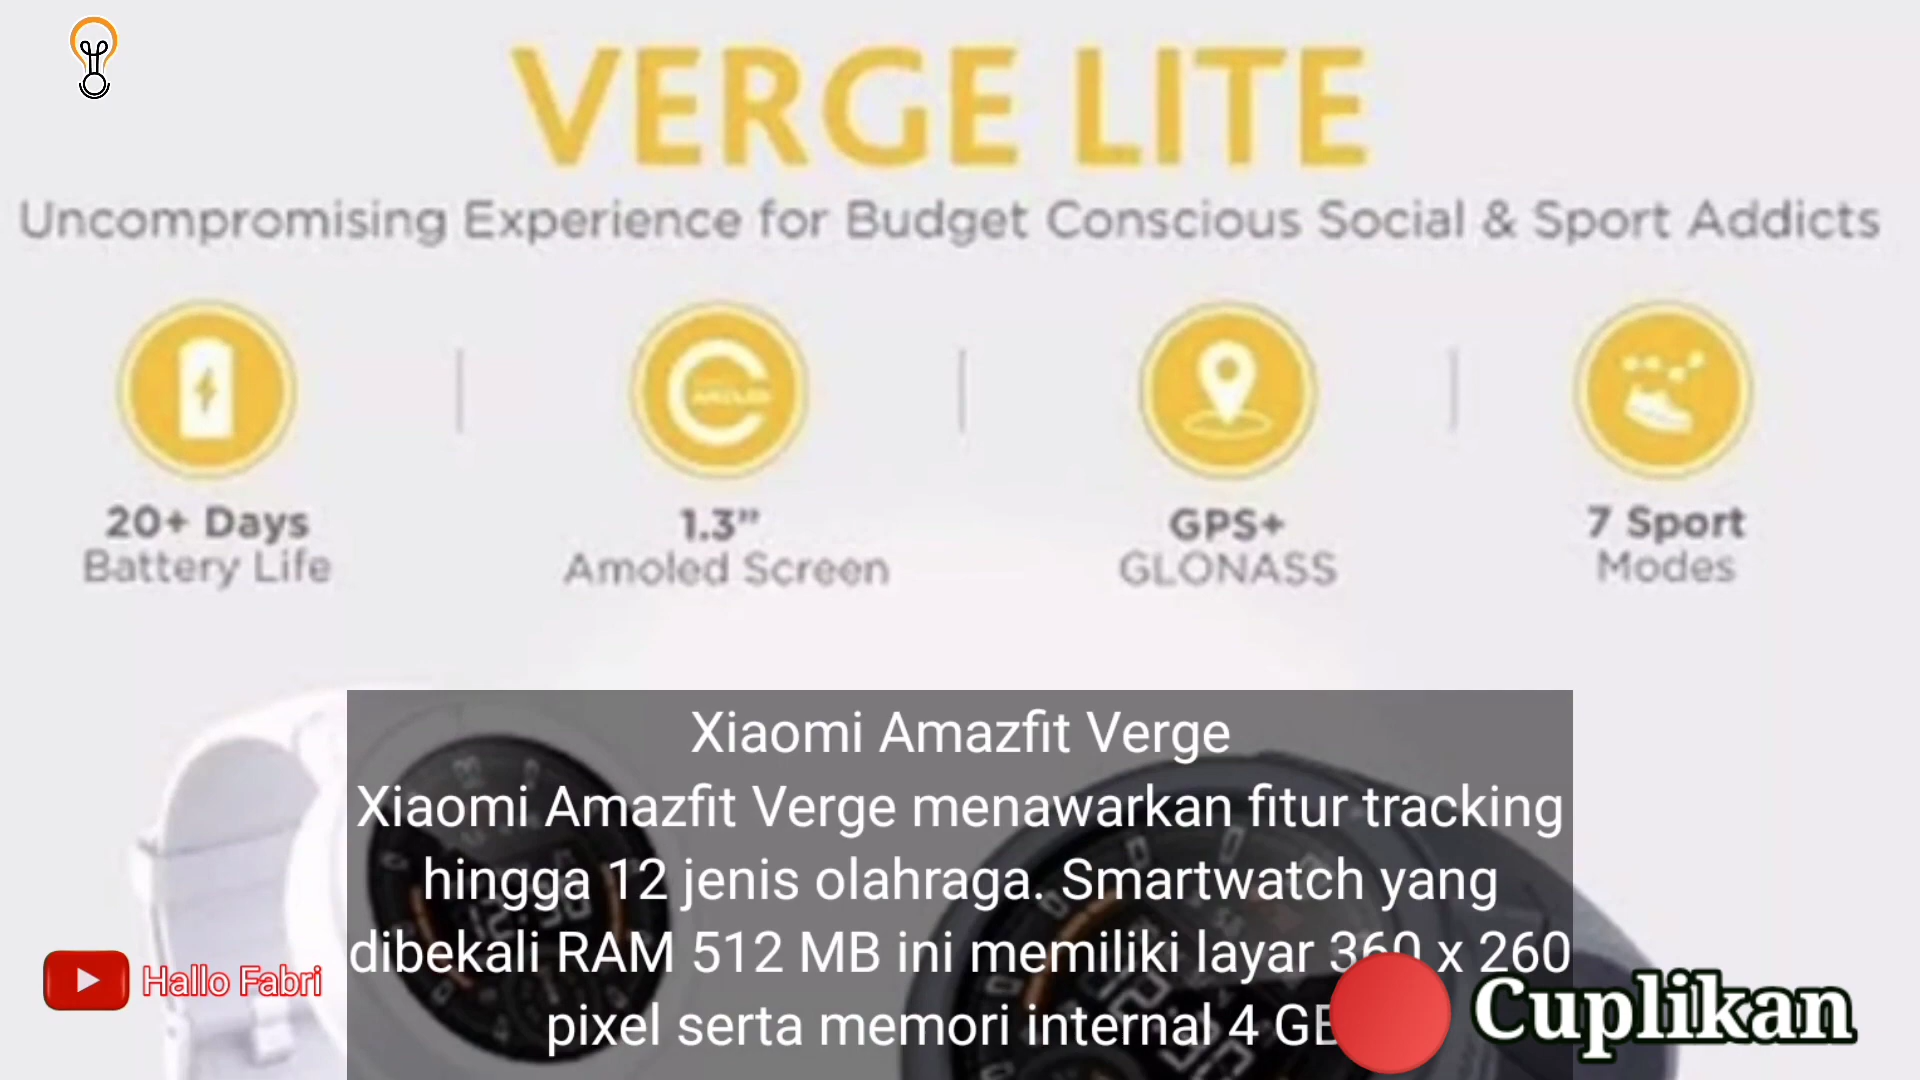 VERGE LITE
Uncompromising Experience for Budget Conscious Social & Sport Addicts
20+ Days
Battery Life
1.3”
Amoled Screen
GPS+
GLONASS
7 Sport
Modes
Xiaomi Amazfit Verge
Xiaomi Amazfit Verge menawarkan fitur tracking
hingga 12 jenis olahraga. Smartwatch yang
dibekali RAM 512 MB ini memiliki layar 360 x 260
pixel serta memori internal 4 GB
Hallo Fabri
Cuplikan